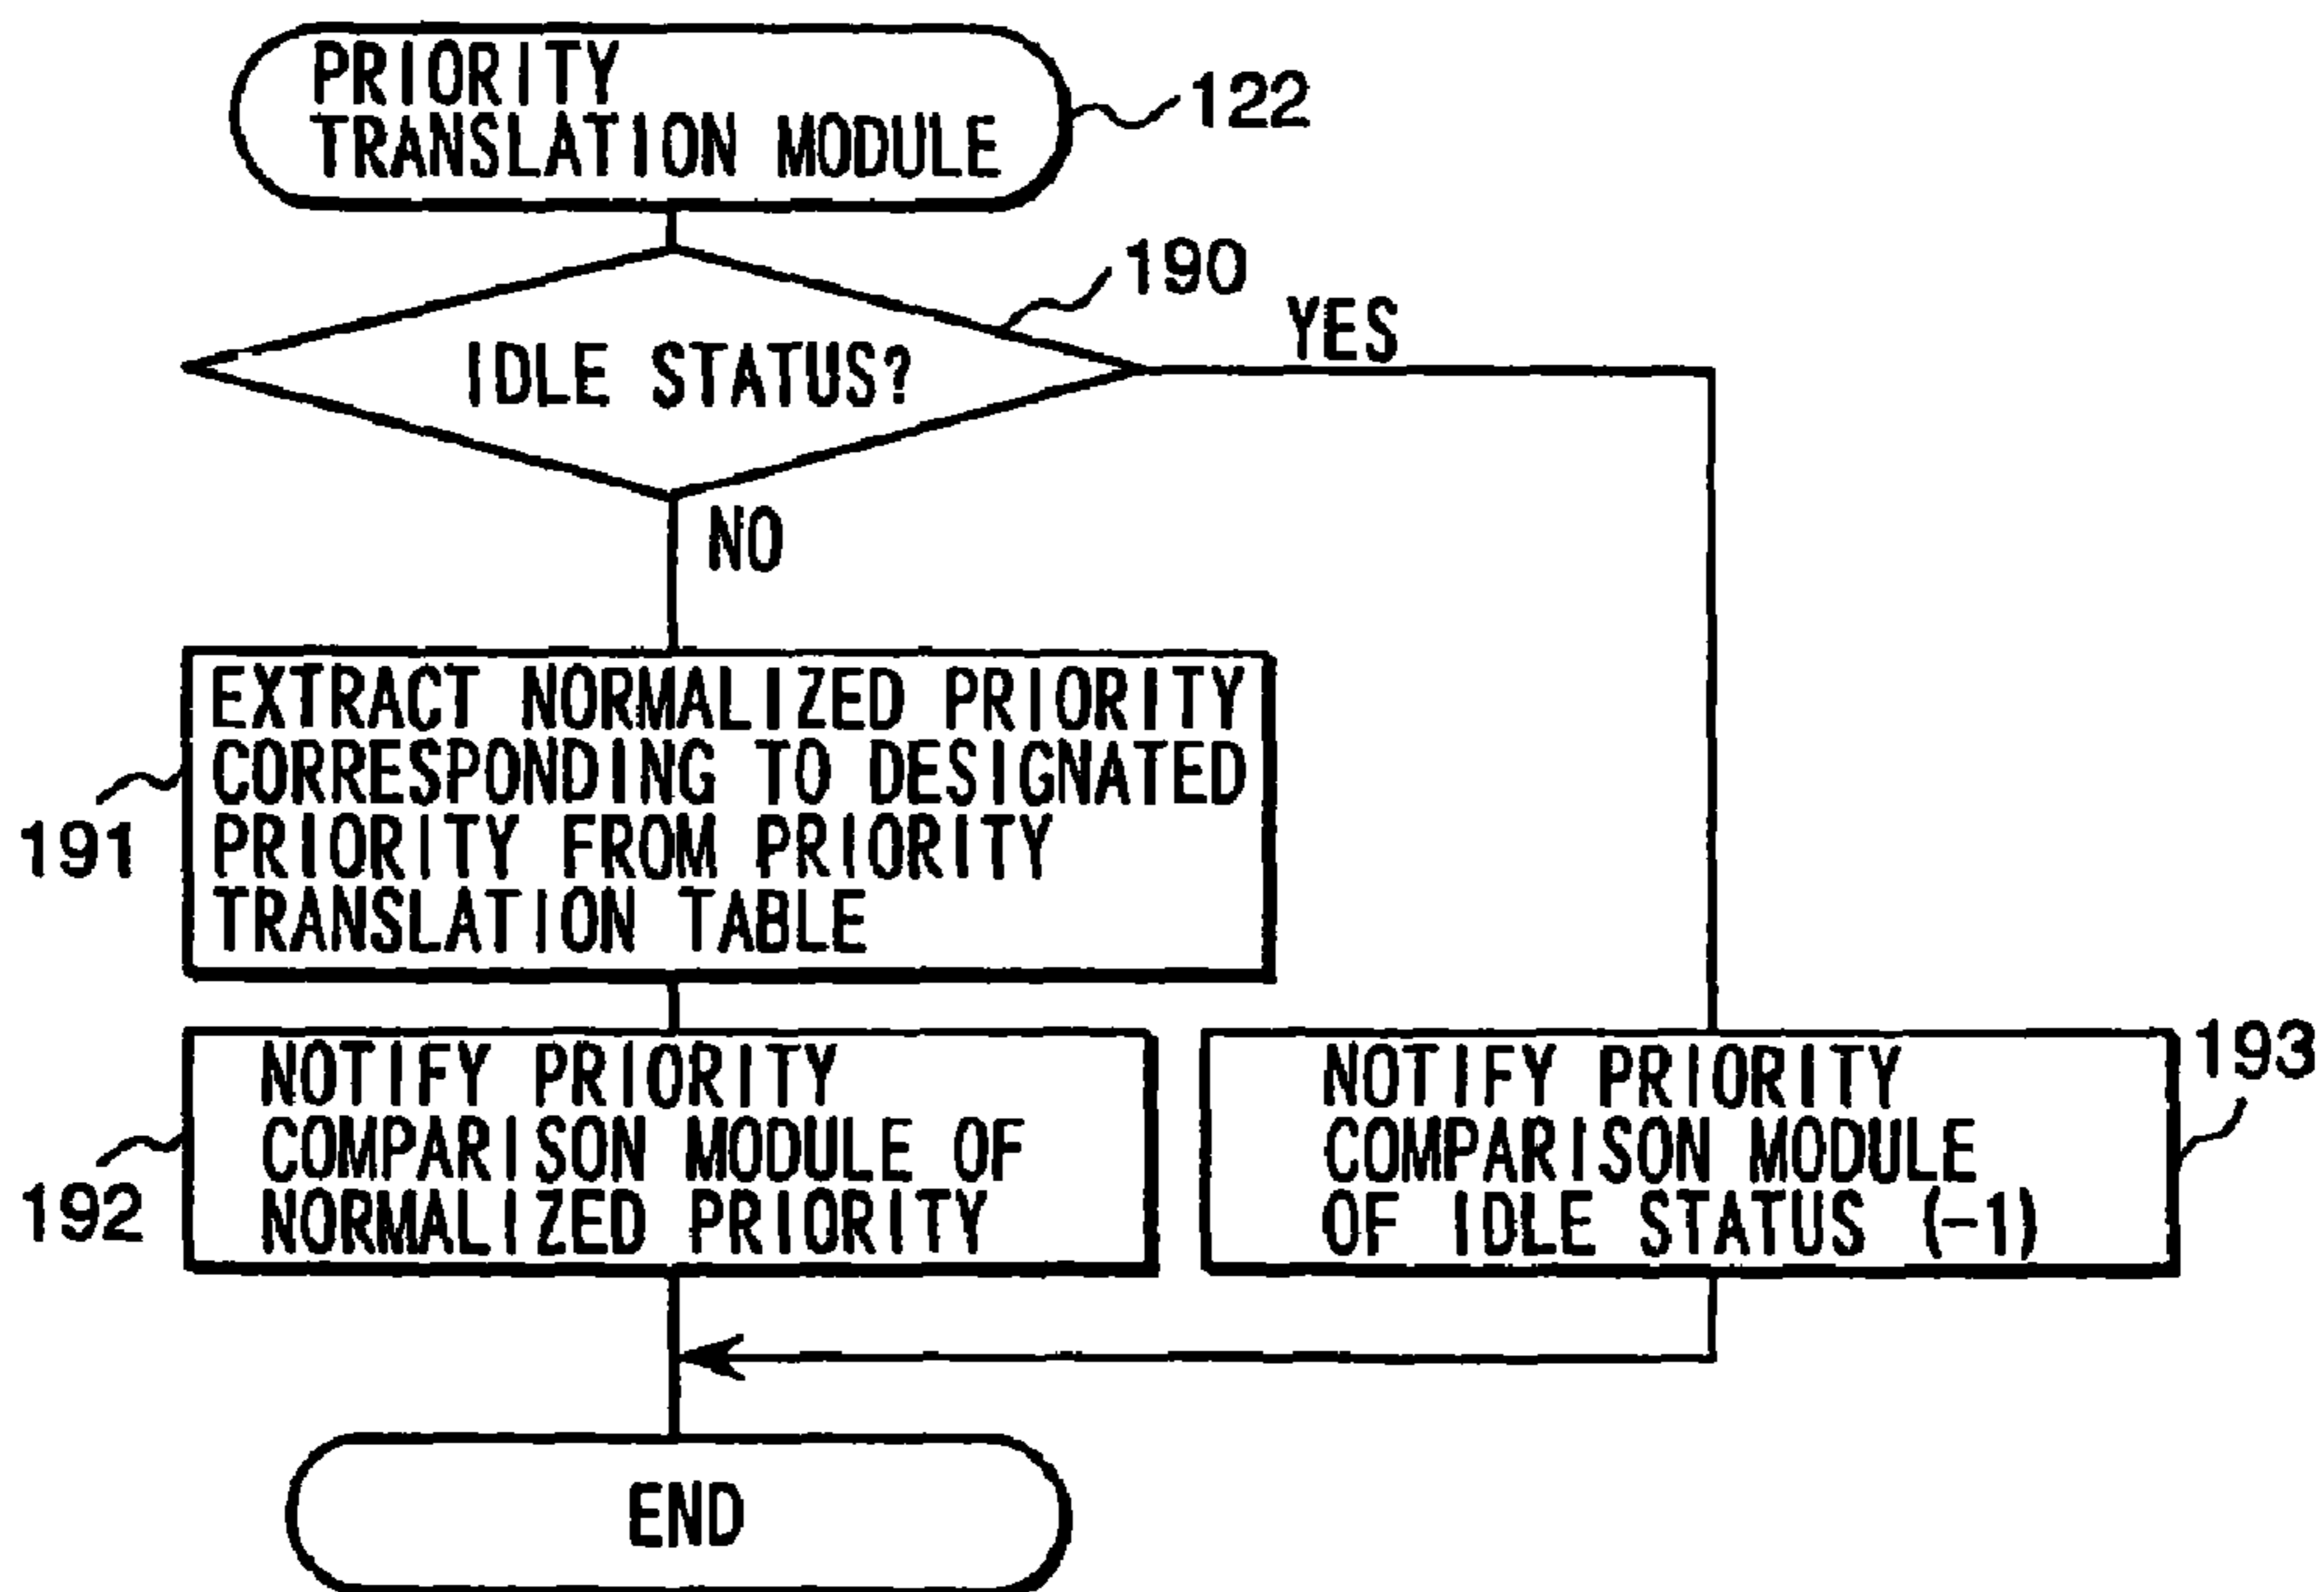 PRIORITY
TRANSLATION MODULE
122
190
IDLE STATUS?
YES
NO
EXTRACT NORMALIZED PRIORITY
CORRESPONDING TO DESIGNATED
PRIORITY FROM PRIORITY
TRANSLATION TABLE
191
NOTIFY PRIORITY
COMPARISON MODULE OF
NORMALIZED PRIORITY
192
NOTIFY PRIORITY
COMPARISON MODULE
OF IDLE STATUS (-1)
193
END